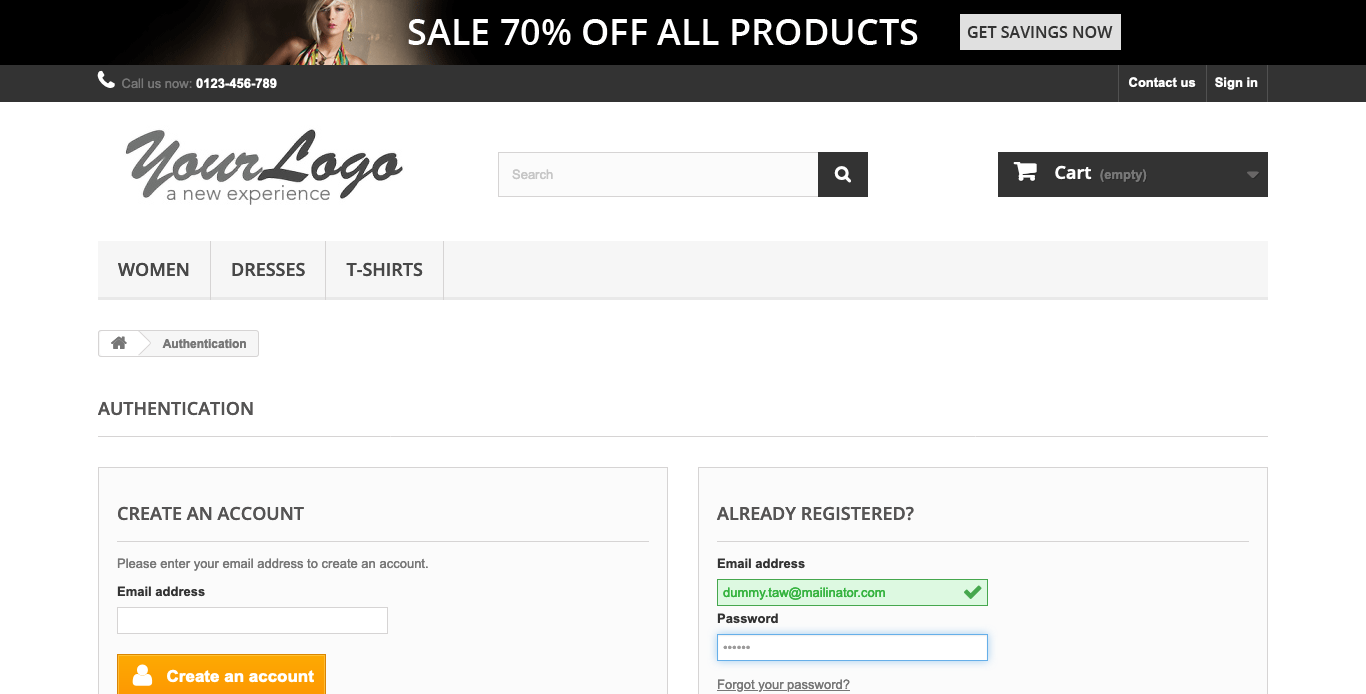 SALE 70% OFF ALL PRODUCTS GET SAVINGS NOW
Call us now: 0123-456-789 Contact us Sign in
YourLogo
a new experience
Search
Cart (empty)
WOMEN DRESSES T-SHIRTS
Authentication
AUTHENTICATION
CREATE AN ACCOUNT
Please enter your email address to create an account.
Email address
Create an account
ALREADY REGISTERED?
Email address
dummy.taw@mailinator.com
Password
••••••
Forgot your password?